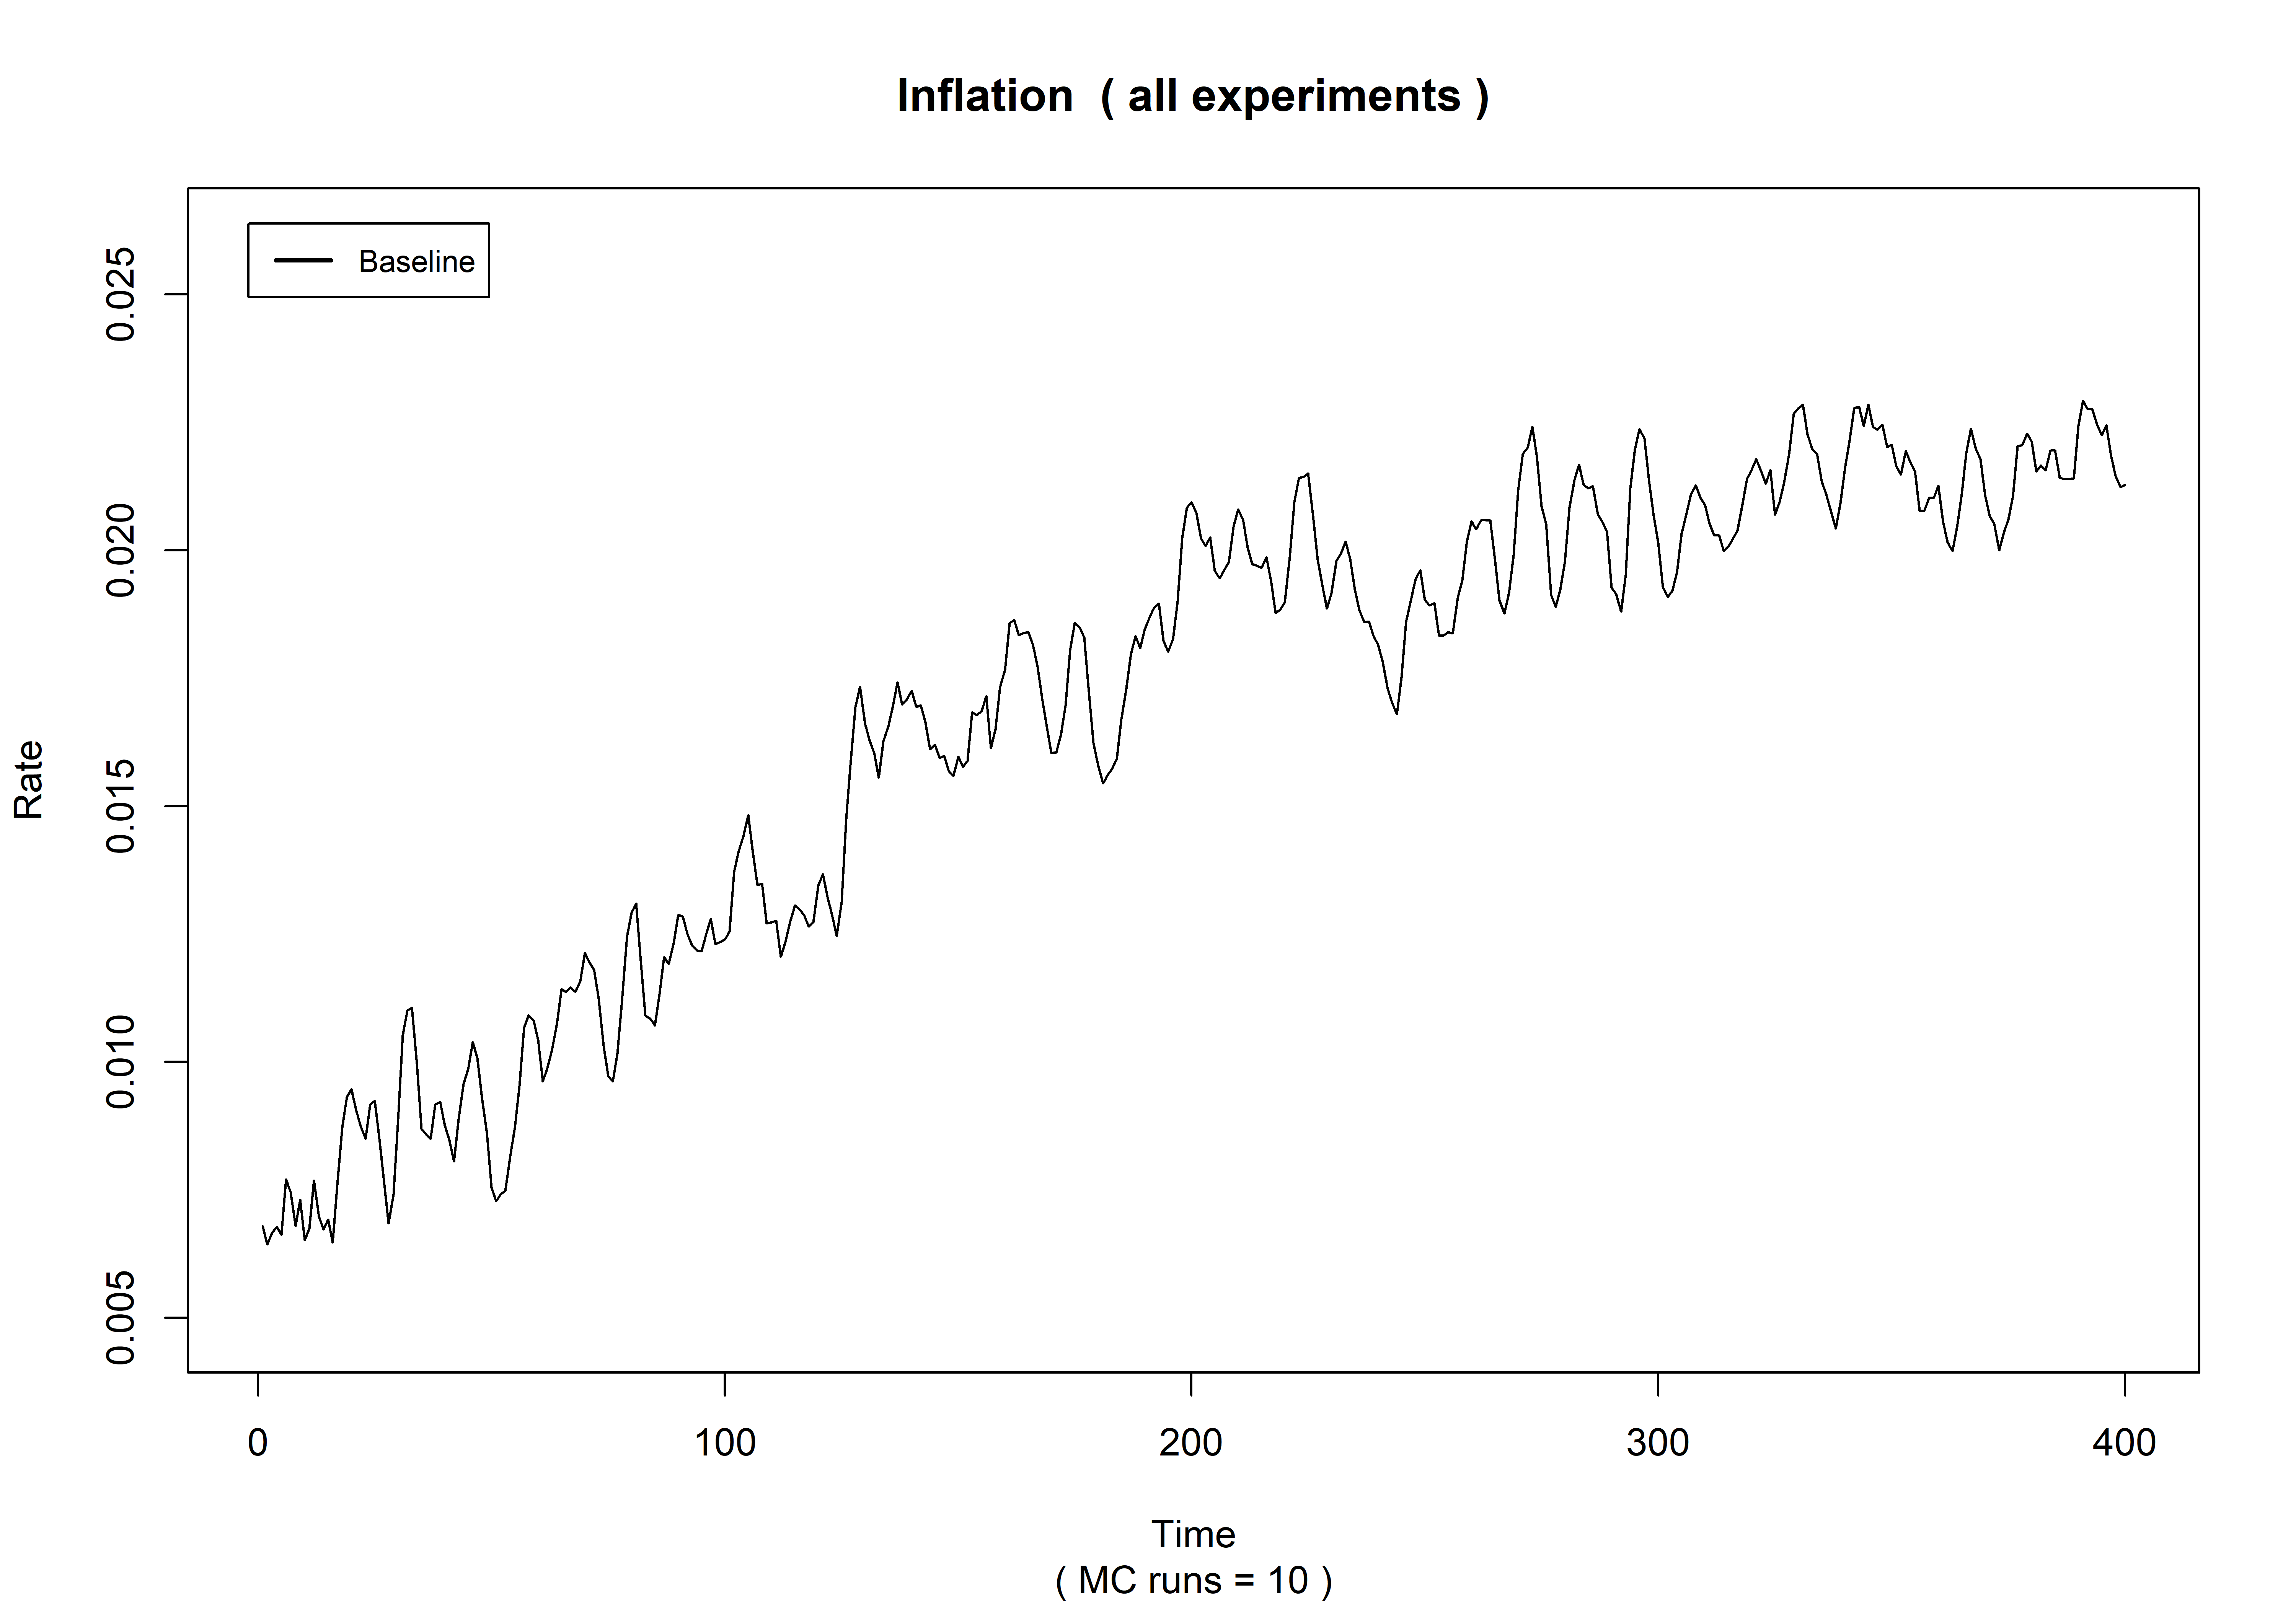 Inflation ( all experiments )
Baseline
Rate
0.025
0.020
0.015
0.010
0.005
0 100 200 300 400
Time
( MC runs = 10 )